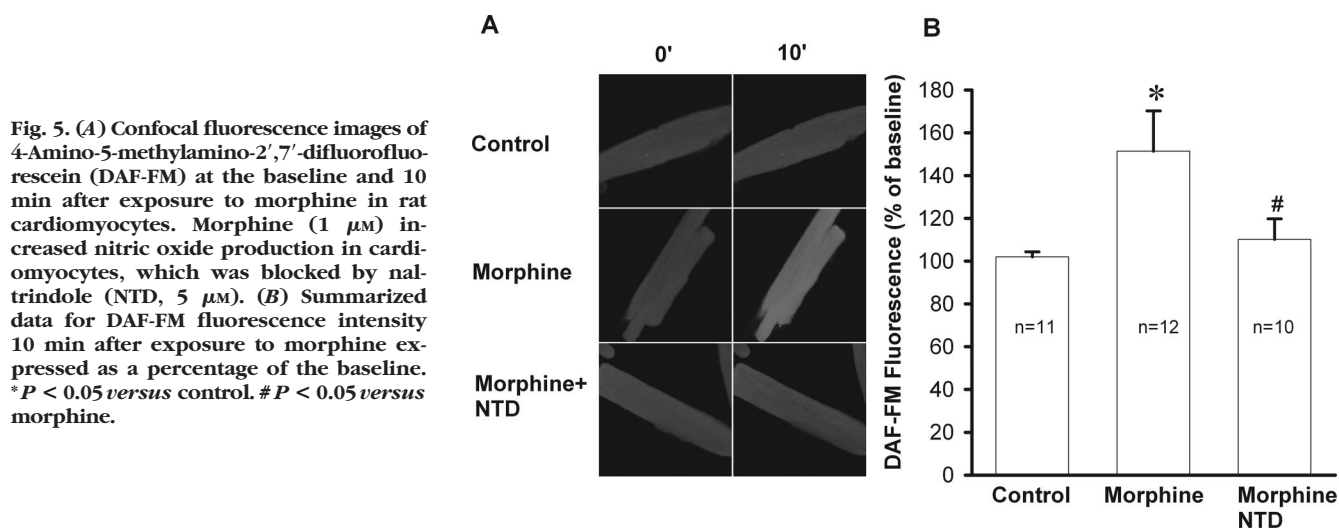 Fig. 5. (A) Confocal fluorescence images of
4-Amino-5-methylamino-2′,7′-difluorofluo-
rescein (DAF-FM) at the baseline and 10
min after exposure to morphine in rat
cardiomyocytes. Morphine (1 μM) in-
creased nitric oxide production in cardi-
omyocytes, which was blocked by nal-
trindole (NTD, 5 μM). (B) Summarized
data for DAF-FM fluorescence intensity
10 min after exposure to morphine ex-
pressed as a percentage of the baseline.
*P < 0.05 versus control. #P < 0.05 versus
morphine.
A
0'
10'
Control
Morphine
Morphine+
NTD
B
DAF-FM Fluorescence (% of baseline)
180
160
140
120
100
80
60
40
20
0
*
#
n=11
n=12
n=10
Control
Morphine
Morphine
NTD